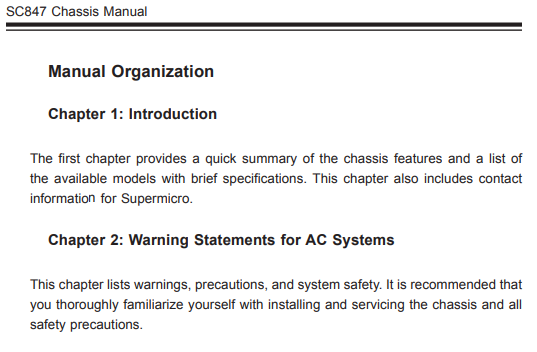 SC847 Chassis Manual
Manual Organization
Chapter 1: Introduction
The first chapter provides a quick summary of the chassis features and a list of
the available models with brief specifications. This chapter also includes contact
information for Supermicro.
Chapter 2: Warning Statements for AC Systems
This chapter lists warnings, precautions, and system safety. It is recommended that
you thoroughly familiarize yourself with installing and servicing the chassis and all
safety precautions.